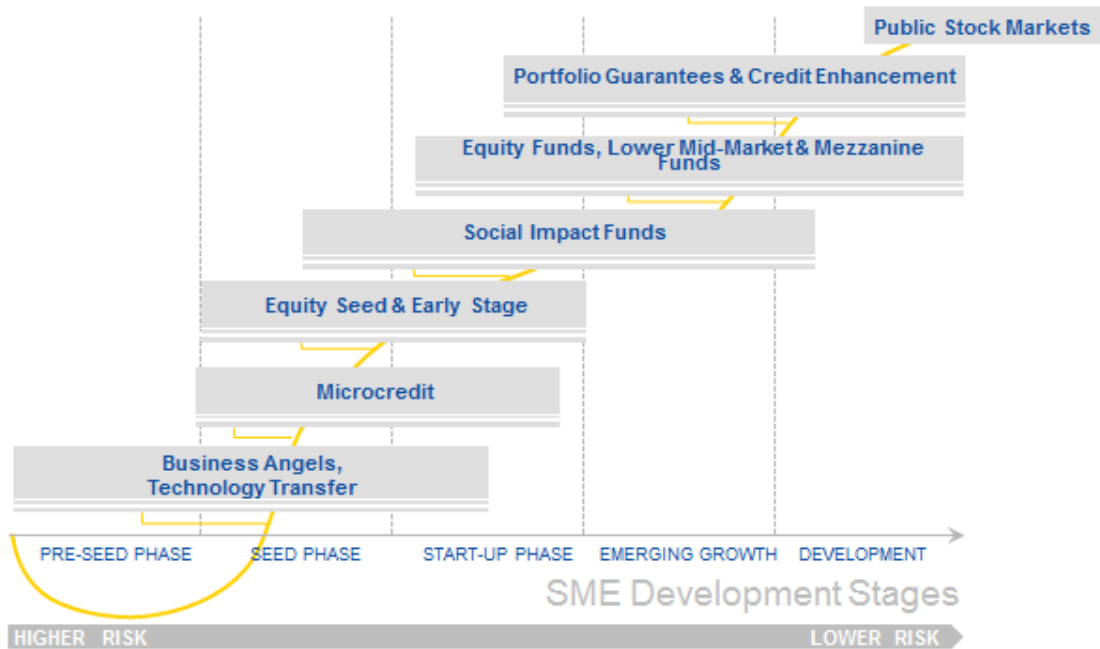 Public Stock Markets
Portfolio Guarantees & Credit Enhancement
Equity Funds, Lower Mid-Market & Mezzanine
Funds
Social Impact Funds
Equity Seed & Early Stage
Microcredit
Business Angels,
Technology Transfer
PRE-SEED PHASE SEED PHASE START-UP PHASE EMERGING GROWTH DEVELOPMENT
SME Development Stages
HIGHER RISK LOWER RISK